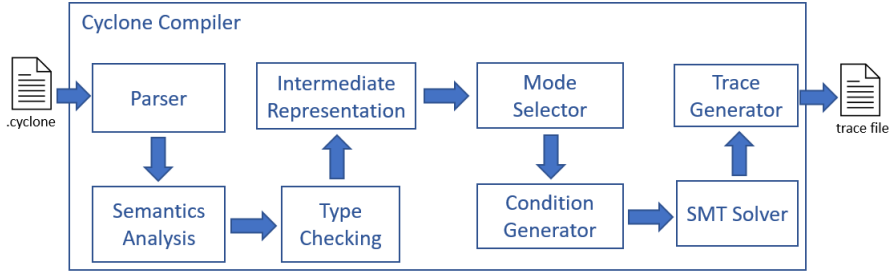 Cyclone Compiler
.cyclone
Parser
Intermediate
Representation
Mode
Selector
Trace
Generator
trace file
Semantics
Analysis
Type
Checking
Condition
Generator
SMT Solver